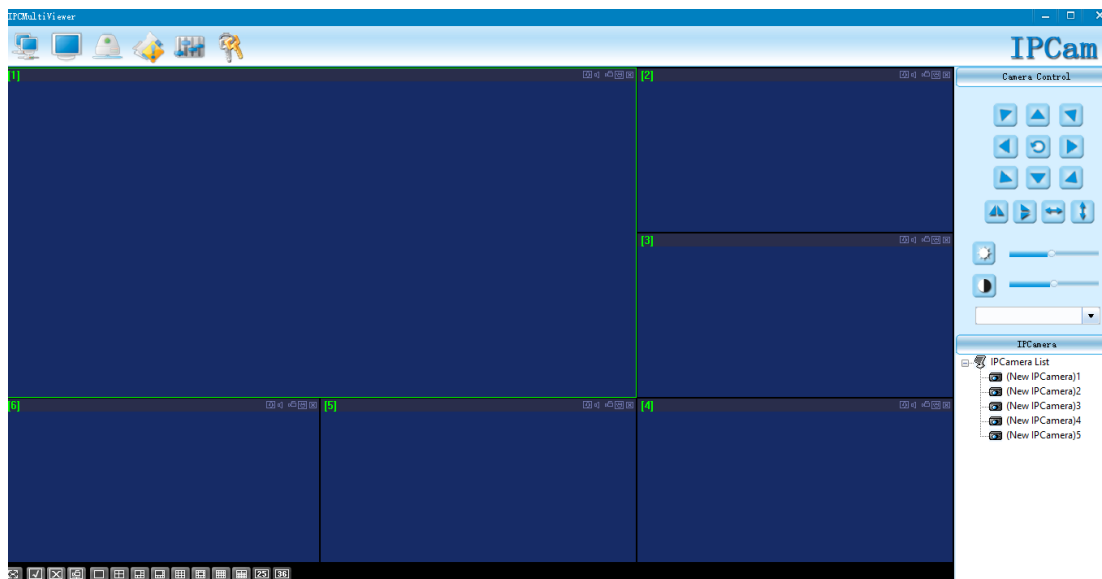 IPCMultiViewer
IPCam
[1]
[2]
Camera Control
[3]
IPCamera
IPCamera List
(New IPCamera)1
(New IPCamera)2
(New IPCamera)3
(New IPCamera)4
(New IPCamera)5
[6]
[5]
[4]
25
36